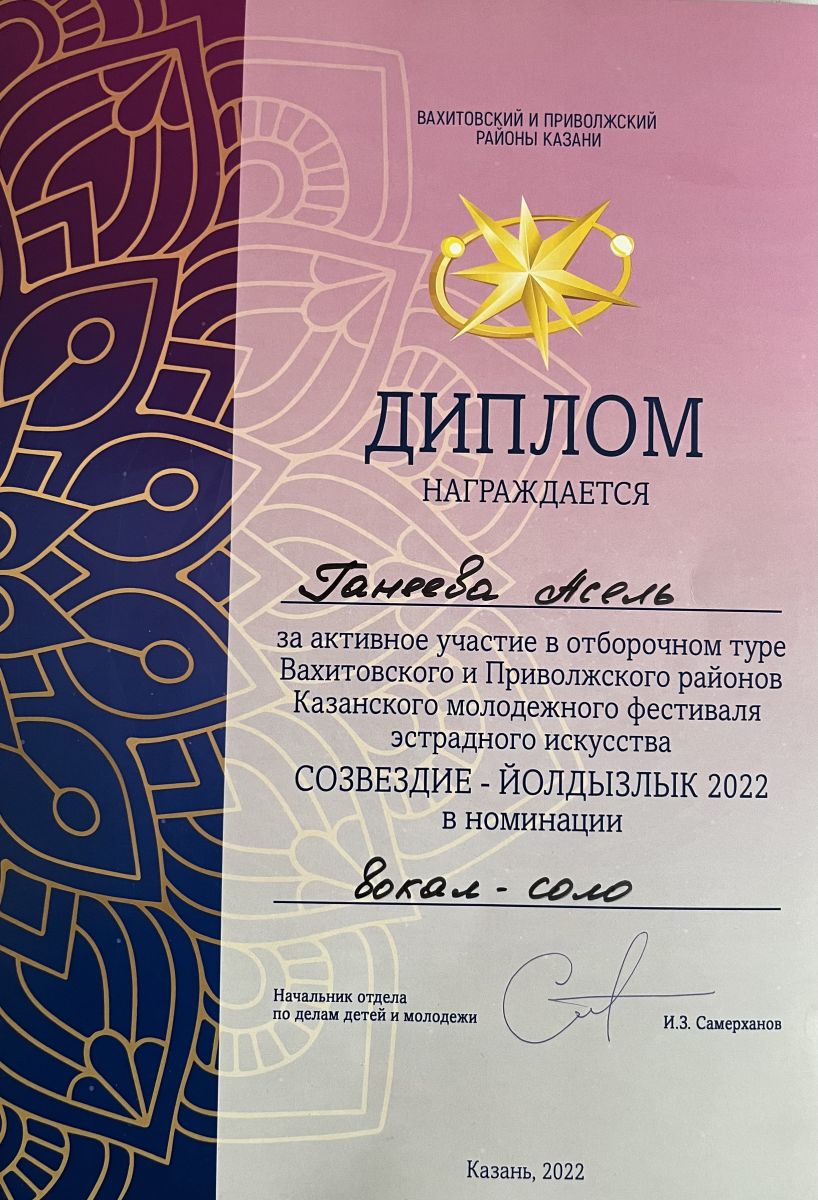 ВАХИТОВСКИЙ И ПРИВОЛЖСКИЙ
РАЙОНЫ КАЗАНИ
ДИПЛОМ
НАГРАЖДАЕТСЯ
Ганеева Асель
за активное участие в отборочном туре
Вахитовского и Приволжского районов
Казанского молодежного фестиваля
эстрадного искусства
СОЗВЕЗДИЕ - ЙОЛДЫЗЛЫК 2022
в номинации
вокал - соло
Начальник отдела
по делам детей и молодежи
И.З. Самерханов
Казань, 2022